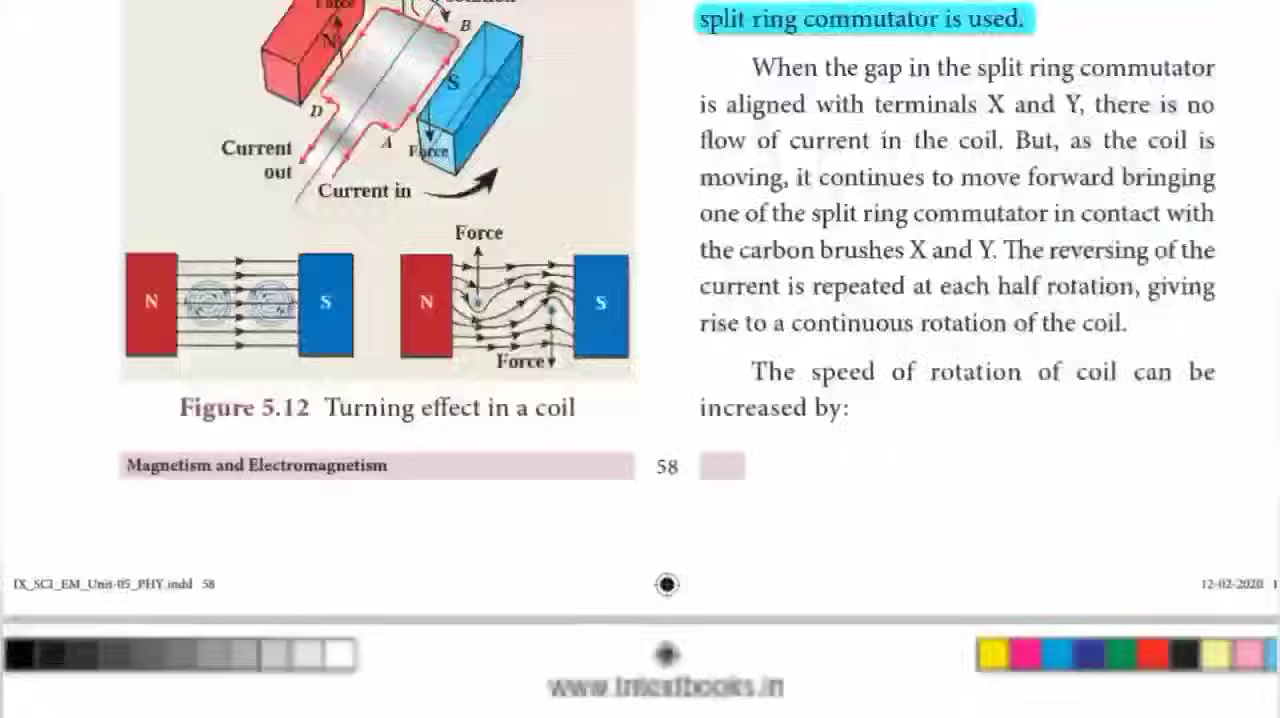 Force
N
B
S
D
A
Force
Current
out
Current in
Force
N
S
N
S
Force
Figure 5.12 Turning effect in a coil
split ring commutator is used.
When the gap in the split ring commutator
is aligned with terminals X and Y, there is no
flow of current in the coil. But, as the coil is
moving, it continues to move forward bringing
one of the split ring commutator in contact with
the carbon brushes X and Y. The reversing of the
current is repeated at each half rotation, giving
rise to a continuous rotation of the coil.
The speed of rotation of coil can be
increased by:
Magnetism and Electromagnetism
58
IX_SCI_EM_Unit-05_PHY.indd 58
12-02-2020 1
www.tntextbooks.in